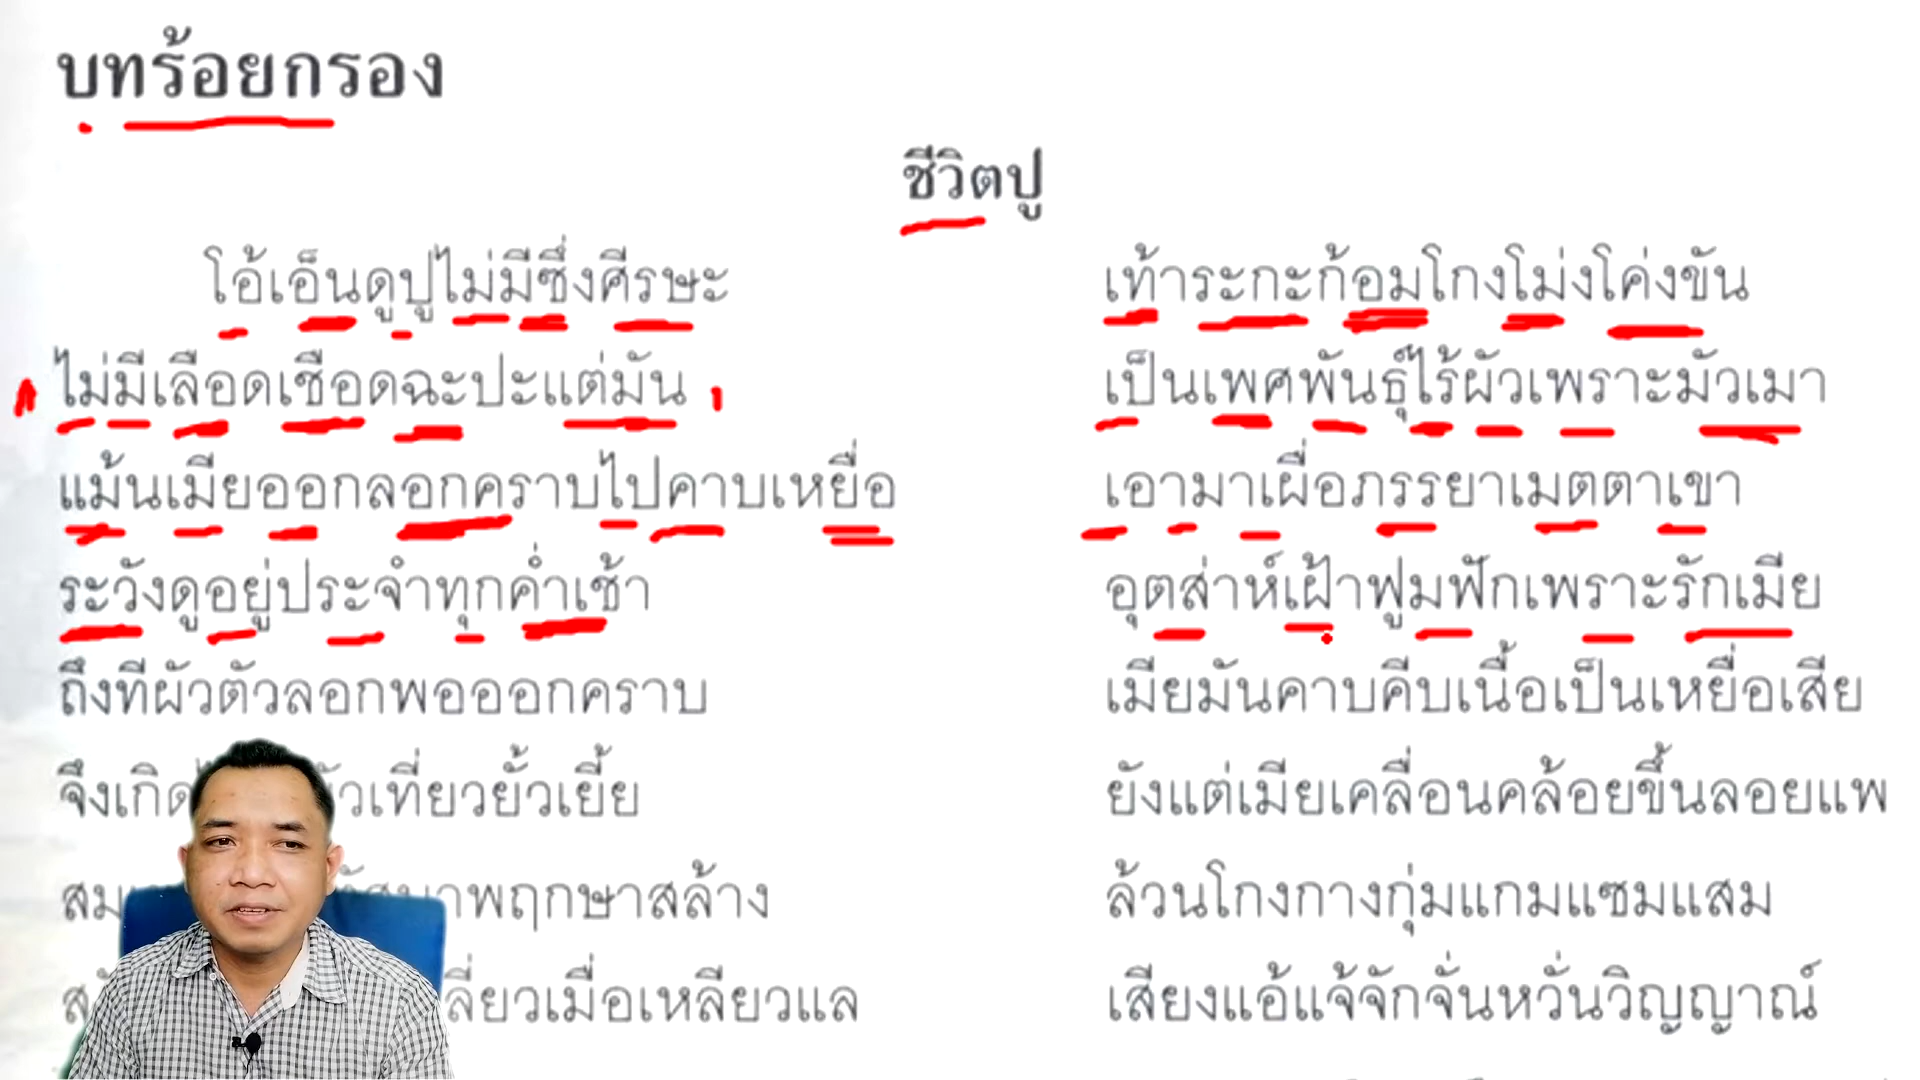 บทร้อยกรอง
ชีวิตปู
โอ้เอ็นดูปูไม่มีซึ่งศีรษะ เท้าระกะก้อมโกงโม่งโค่งขัน
ไม่มีเลือดเชือดฉะปะแต่มัน เป็นเพศพันธุ์ไร้ผัวเพราะมัวเมา
แม้นเมียออกลอกคราบไปคาบเหยื่อ เอามาเผื่อภรรยาเมตตาเขา
ระวังดูอยู่ประจำทุกค่ำเช้า อุตส่าห์เฝ้าฟูมฟักเพราะรักเมีย
ถึงทีผัวตัวลอกพอออกคราบ เมียมันคาบคีบเนื้อเป็นเหยื่อเสีย
จึงเกิด เที่ยวยั้วเยี้ย ยังแต่เมียเคลื่อนคล้อยขึ้นลอยแพ
พฤกษาสล้าง ล้วนโกงกางกุ่มแกมแซมแสม
เมื่อเหลียวแล เสียงแอ้แจ้จักจั่นหวั่นวิญญาณ์